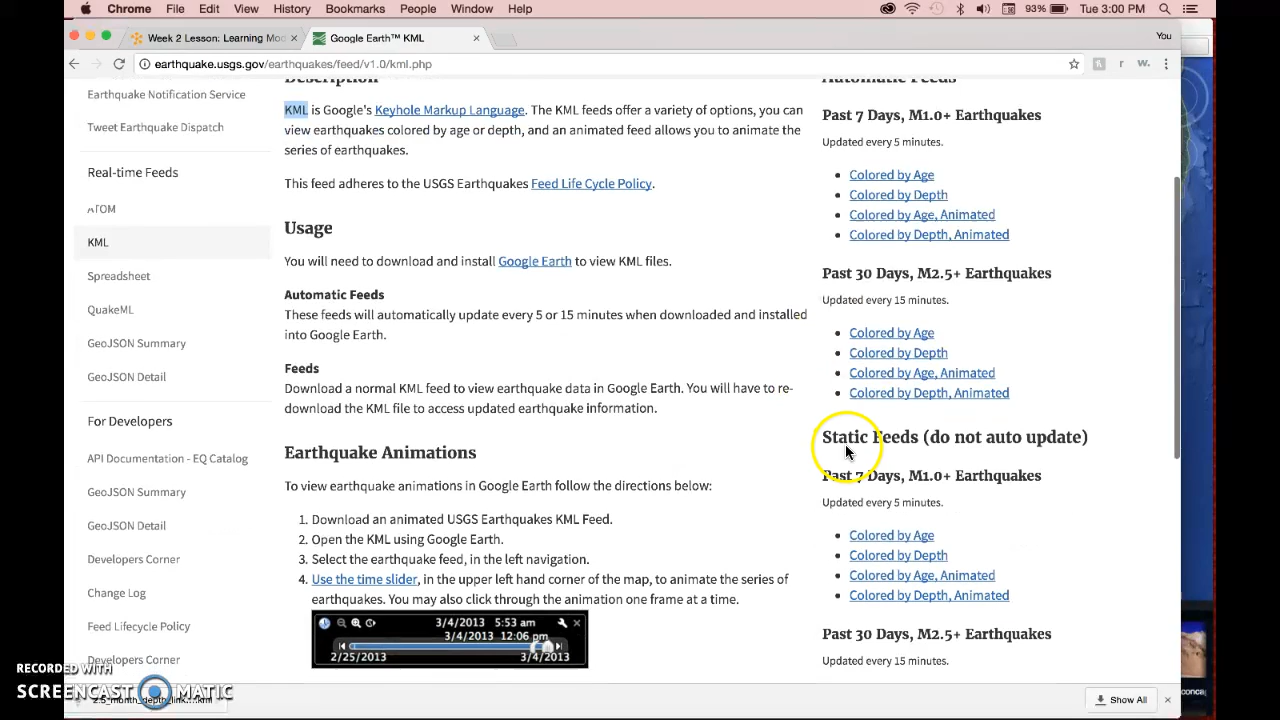 Chrome File Edit View History Bookmarks People Window Help 93% Tue 3:00 PM
Week 2 Lesson: Learning Mo
Google Earth™ KML
You
earthquake.usgs.gov/earthquakes/feed/v1.0/kml.php
Earthquake Notification Service
Tweet Earthquake Dispatch
Real-time Feeds
ATOM
KML
Spreadsheet
QuakeML
GeoJSON Summary
GeoJSON Detail
For Developers
API Documentation - EQ Catalog
GeoJSON Summary
GeoJSON Detail
Developers Corner
Change Log
Feed Lifecycle Policy
Developers Corner
Description
KML is Google's Keyhole Markup Language. The KML feeds offer a variety of options, you can
view earthquakes colored by age or depth, and an animated feed allows you to animate the
series of earthquakes.
This feed adheres to the USGS Earthquakes Feed Life Cycle Policy.
Usage
You will need to download and install Google Earth to view KML files.
Automatic Feeds
These feeds will automatically update every 5 or 15 minutes when downloaded and installed
into Google Earth.
Feeds
Download a normal KML feed to view earthquake data in Google Earth. You will have to re-
download the KML file to access updated earthquake information.
Earthquake Animations
To view earthquake animations in Google Earth follow the directions below:
1. Download an animated USGS Earthquakes KML Feed.
2. Open the KML using Google Earth.
3. Select the earthquake feed, in the left navigation.
4. Use the time slider, in the upper left hand corner of the map, to animate the series of
earthquakes. You may also click through the animation one frame at a time.
3/4/2013 5:53 am
3/4/2013 12:06 pm
2/25/2013 3/4/2013
Automatic Feeds
Past 7 Days, M1.0+ Earthquakes
Updated every 5 minutes.
• Colored by Age
• Colored by Depth
• Colored by Age, Animated
• Colored by Depth, Animated
Past 30 Days, M2.5+ Earthquakes
Updated every 15 minutes.
• Colored by Age
• Colored by Depth
• Colored by Age, Animated
• Colored by Depth, Animated
Static Feeds (do not auto update)
Past 7 Days, M1.0+ Earthquakes
Updated every 5 minutes.
• Colored by Age
• Colored by Depth
• Colored by Age, Animated
• Colored by Depth, Animated
Past 30 Days, M2.5+ Earthquakes
Updated every 15 minutes.
RECORDED WITH
SCREENCAST MATIC
2.5_month_depth_link....kml
Show All